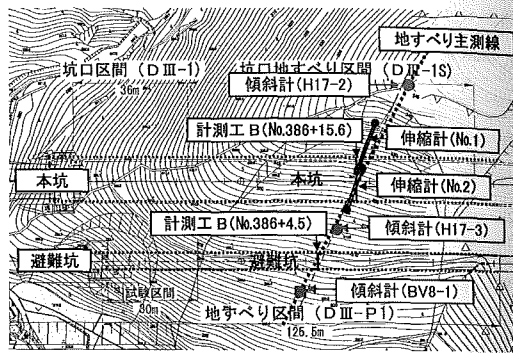 地すべり主測線
坑口区間(DⅢ-1)
坑口地すべり区間(DⅢ-1S)
36m
傾斜計(H17-2)
計測工B(No.386+15.6)
伸縮計(No.1)
本坑
本坑
伸縮計(No.2)
計測工B(No.386+4.5)
傾斜計(H17-3)
避難坑
避難坑
試験区間
30m
傾斜計(BV8-1)
地すべり区間(DⅢ-P1)
126.5m